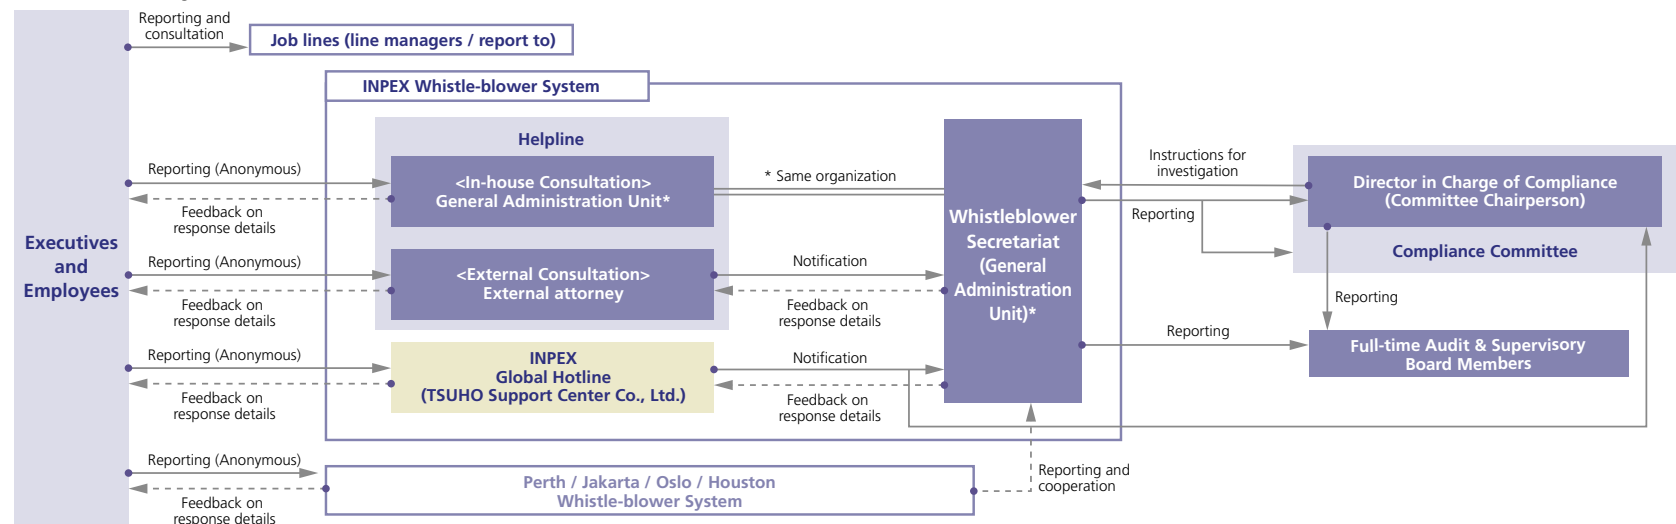 Reporting and
consultation
Job lines (line managers / report to)
INPEX Whistle-blower System
Executives
and
Employees
Helpline
Reporting (Anonymous)
Feedback on
response details
<In-house Consultation>
General Administration Unit*
* Same organization
Reporting (Anonymous)
Feedback on
response details
<External Consultation>
External attorney
Notification
Feedback on
response details
Reporting (Anonymous)
Feedback on
response details
INPEX
Global Hotline
(TSUHO Support Center Co., Ltd.)
Notification
Feedback on
response details
Whistleblower
Secretariat
(General
Administration
Unit)*
Instructions for
investigation
Reporting
Director in Charge of Compliance
(Committee Chairperson)
Compliance Committee
Reporting
Reporting
Full-time Audit & Supervisory
Board Members
Reporting (Anonymous)
Feedback on
response details
Perth / Jakarta / Oslo / Houston
Whistle-blower System
Reporting and
cooperation